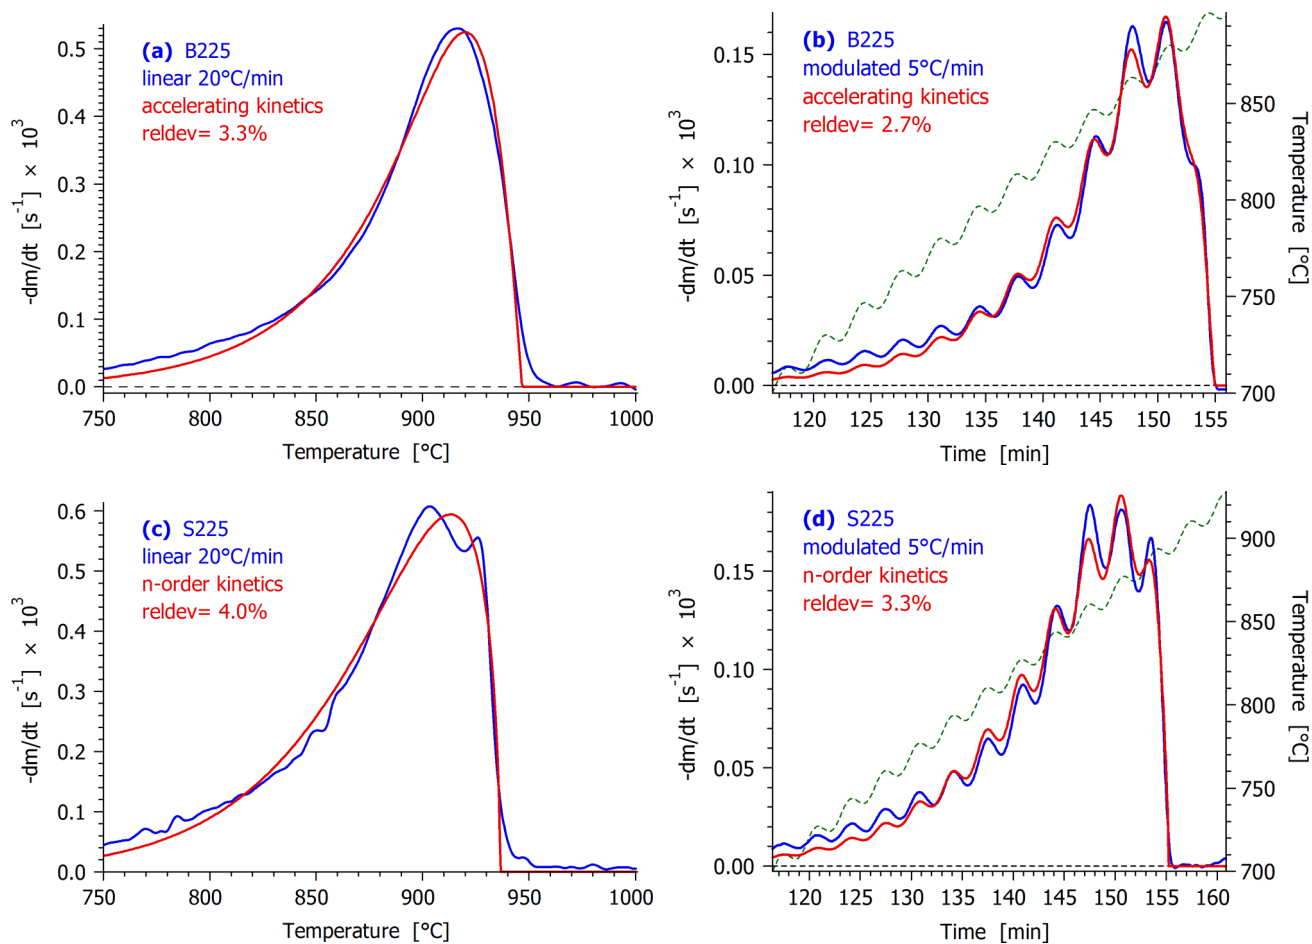 (a) B225
linear 20°C/min
accelerating kinetics
reldev= 3.3%
-dm/dt [s⁻¹] × 10³
0.5
0.4
0.3
0.2
0.1
0.0
750 800 850 900 950 1000
Temperature [°C]
(b) B225
modulated 5°C/min
accelerating kinetics
reldev= 2.7%
-dm/dt [s⁻¹] × 10³
0.15
0.10
0.05
0.00
120 125 130 135 140 145 150 155
Time [min]
850
800
750
700
Temperature [°C]
(c) S225
linear 20°C/min
n-order kinetics
reldev= 4.0%
-dm/dt [s⁻¹] × 10³
0.6
0.5
0.4
0.3
0.2
0.1
0.0
750 800 850 900 950 1000
Temperature [°C]
(d) S225
modulated 5°C/min
n-order kinetics
reldev= 3.3%
-dm/dt [s⁻¹] × 10³
0.15
0.10
0.05
0.00
120 125 130 135 140 145 150 155 160
Time [min]
900
850
800
750
700
Temperature [°C]